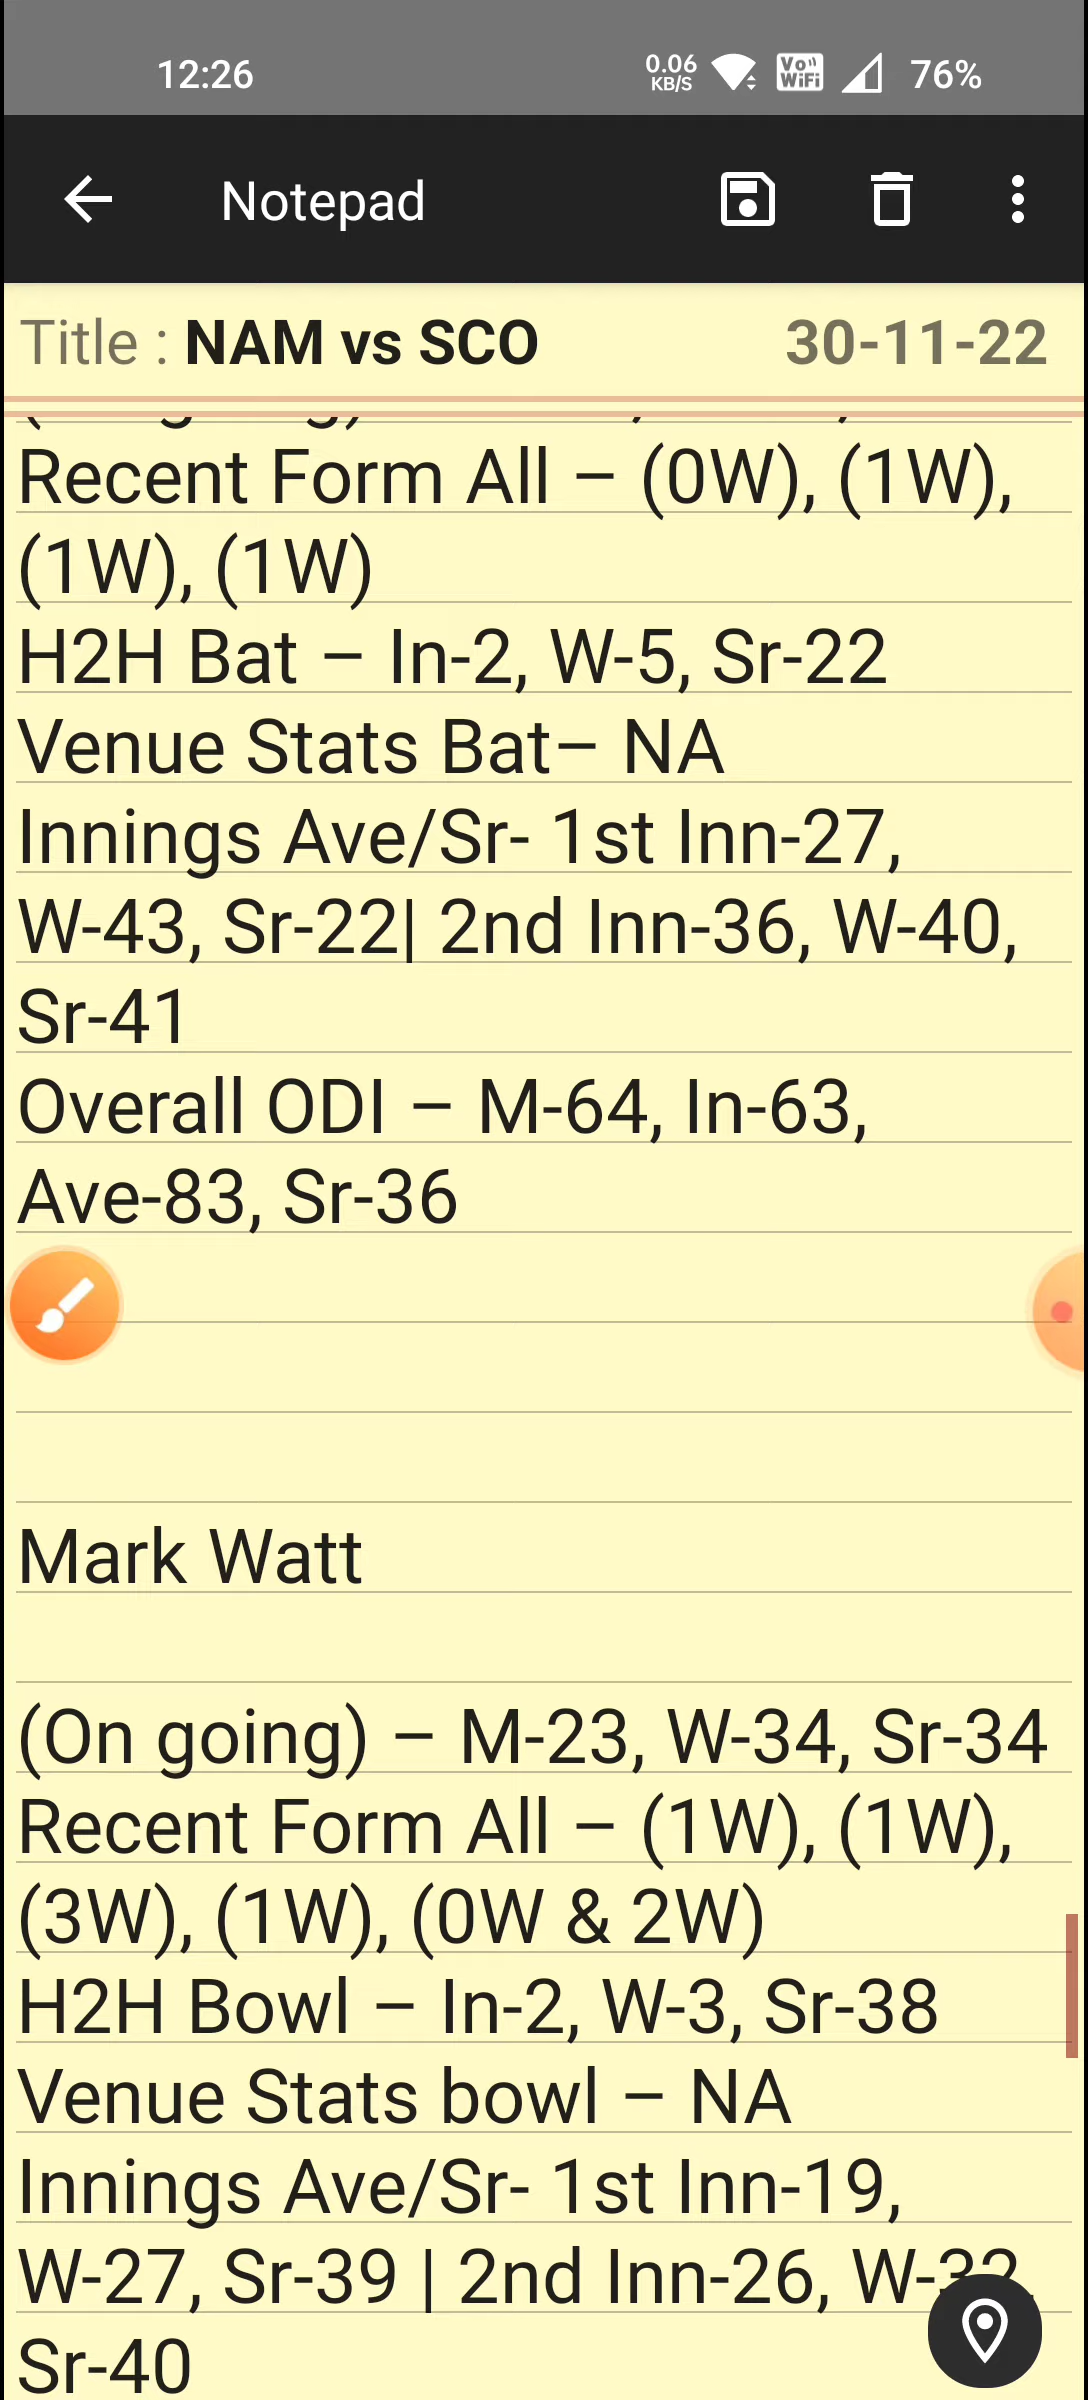 12:26
0.06 KB/S
Vo WiFi
76%
Notepad
Title : NAM vs SCO 30-11-22
Recent Form All – (0W), (1W),
(1W), (1W)
H2H Bat – In-2, W-5, Sr-22
Venue Stats Bat– NA
Innings Ave/Sr- 1st Inn-27,
W-43, Sr-22| 2nd Inn-36, W-40,
Sr-41
Overall ODI – M-64, In-63,
Ave-83, Sr-36
Mark Watt
(On going) – M-23, W-34, Sr-34
Recent Form All – (1W), (1W),
(3W), (1W), (0W & 2W)
H2H Bowl – In-2, W-3, Sr-38
Venue Stats bowl – NA
Innings Ave/Sr- 1st Inn-19,
W-27, Sr-39 | 2nd Inn-26, W-32,
Sr-40